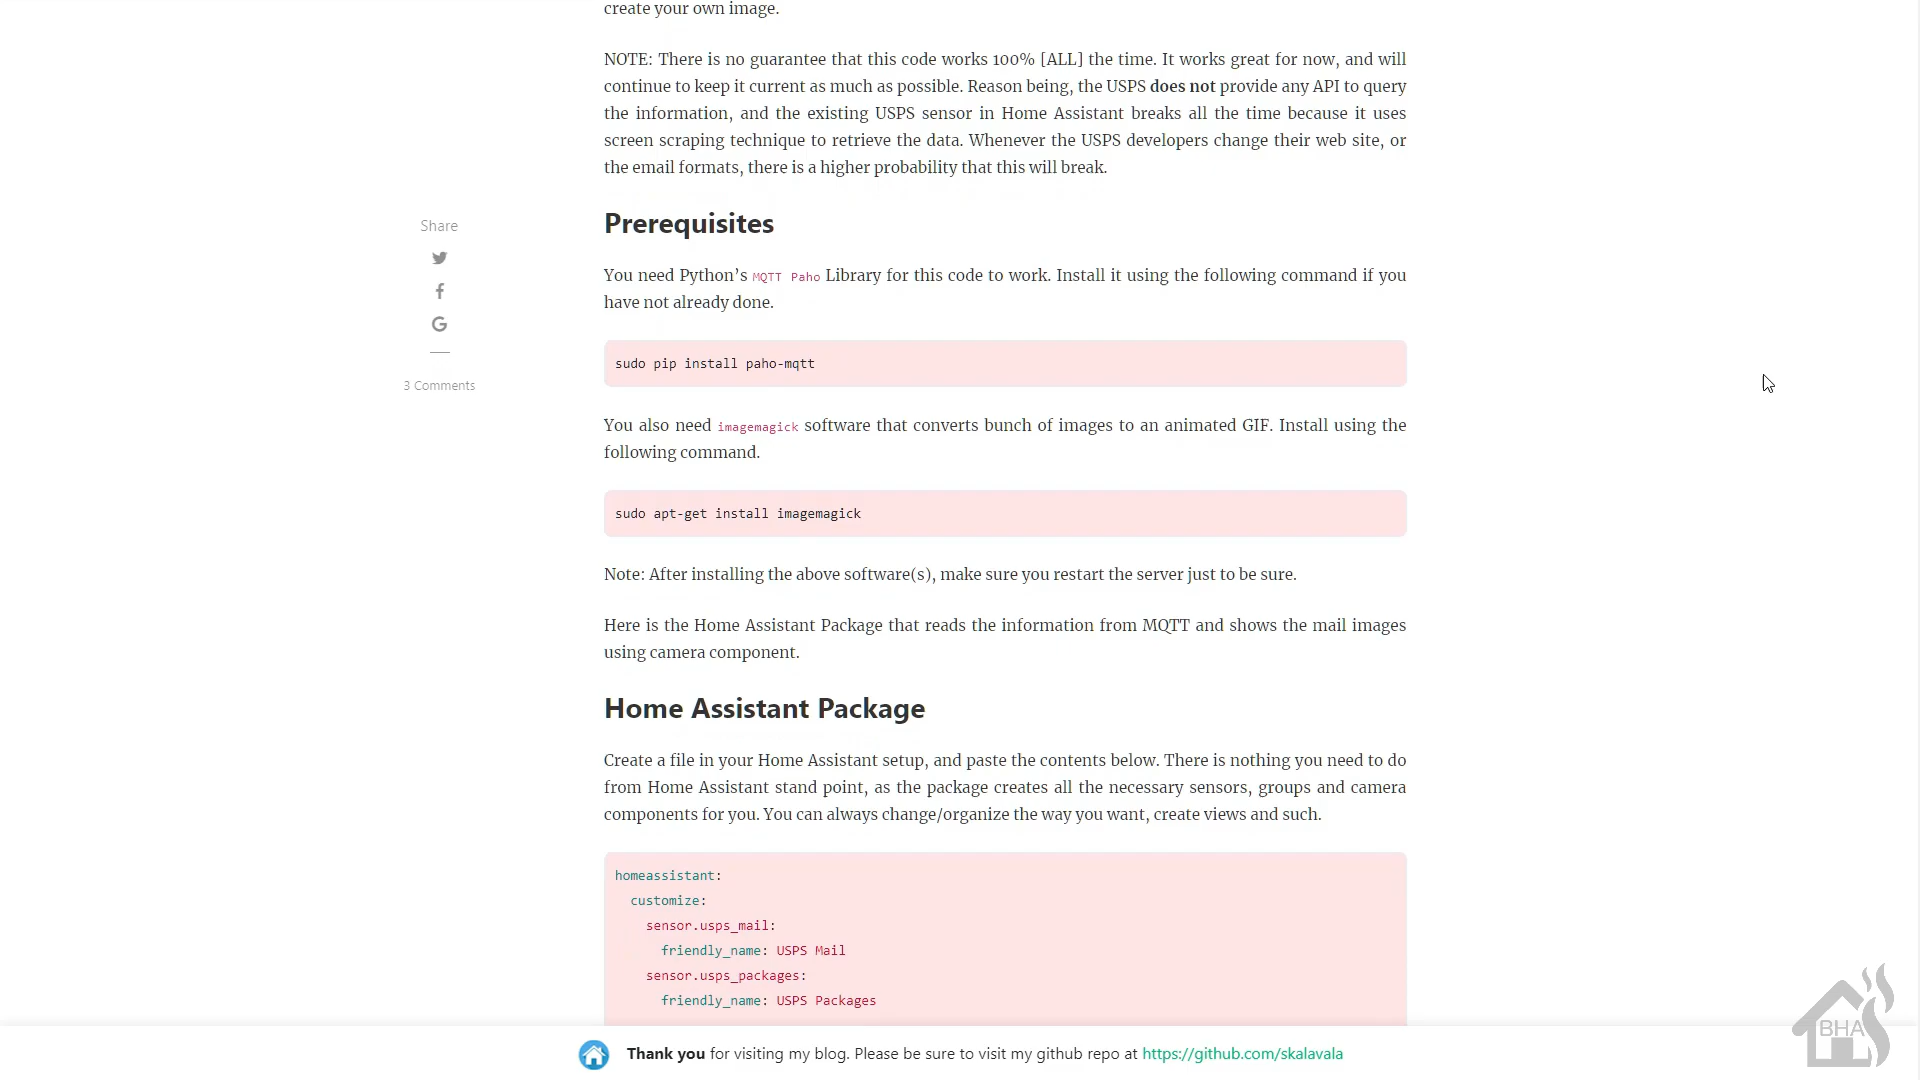 create your own image.
NOTE: There is no guarantee that this code works 100% [ALL] the time. It works great for now, and will
continue to keep it current as much as possible. Reason being, the USPS does not provide any API to query
the information, and the existing USPS sensor in Home Assistant breaks all the time because it uses
screen scraping technique to retrieve the data. Whenever the USPS developers change their web site, or
the email formats, there is a higher probability that this will break.
Share
3 Comments
Prerequisites
You need Python’s MQTT Paho Library for this code to work. Install it using the following command if you
have not already done.
sudo pip install paho-mqtt
You also need imagemagick software that converts bunch of images to an animated GIF. Install using the
following command.
sudo apt-get install imagemagick
Note: After installing the above software(s), make sure you restart the server just to be sure.
Here is the Home Assistant Package that reads the information from MQTT and shows the mail images
using camera component.
Home Assistant Package
Create a file in your Home Assistant setup, and paste the contents below. There is nothing you need to do
from Home Assistant stand point, as the package creates all the necessary sensors, groups and camera
components for you. You can always change/organize the way you want, create views and such.
homeassistant:
customize:
sensor.usps_mail:
friendly_name: USPS Mail
sensor.usps_packages:
friendly_name: USPS Packages
Thank you for visiting my blog. Please be sure to visit my github repo at https://github.com/skalavala
BHA